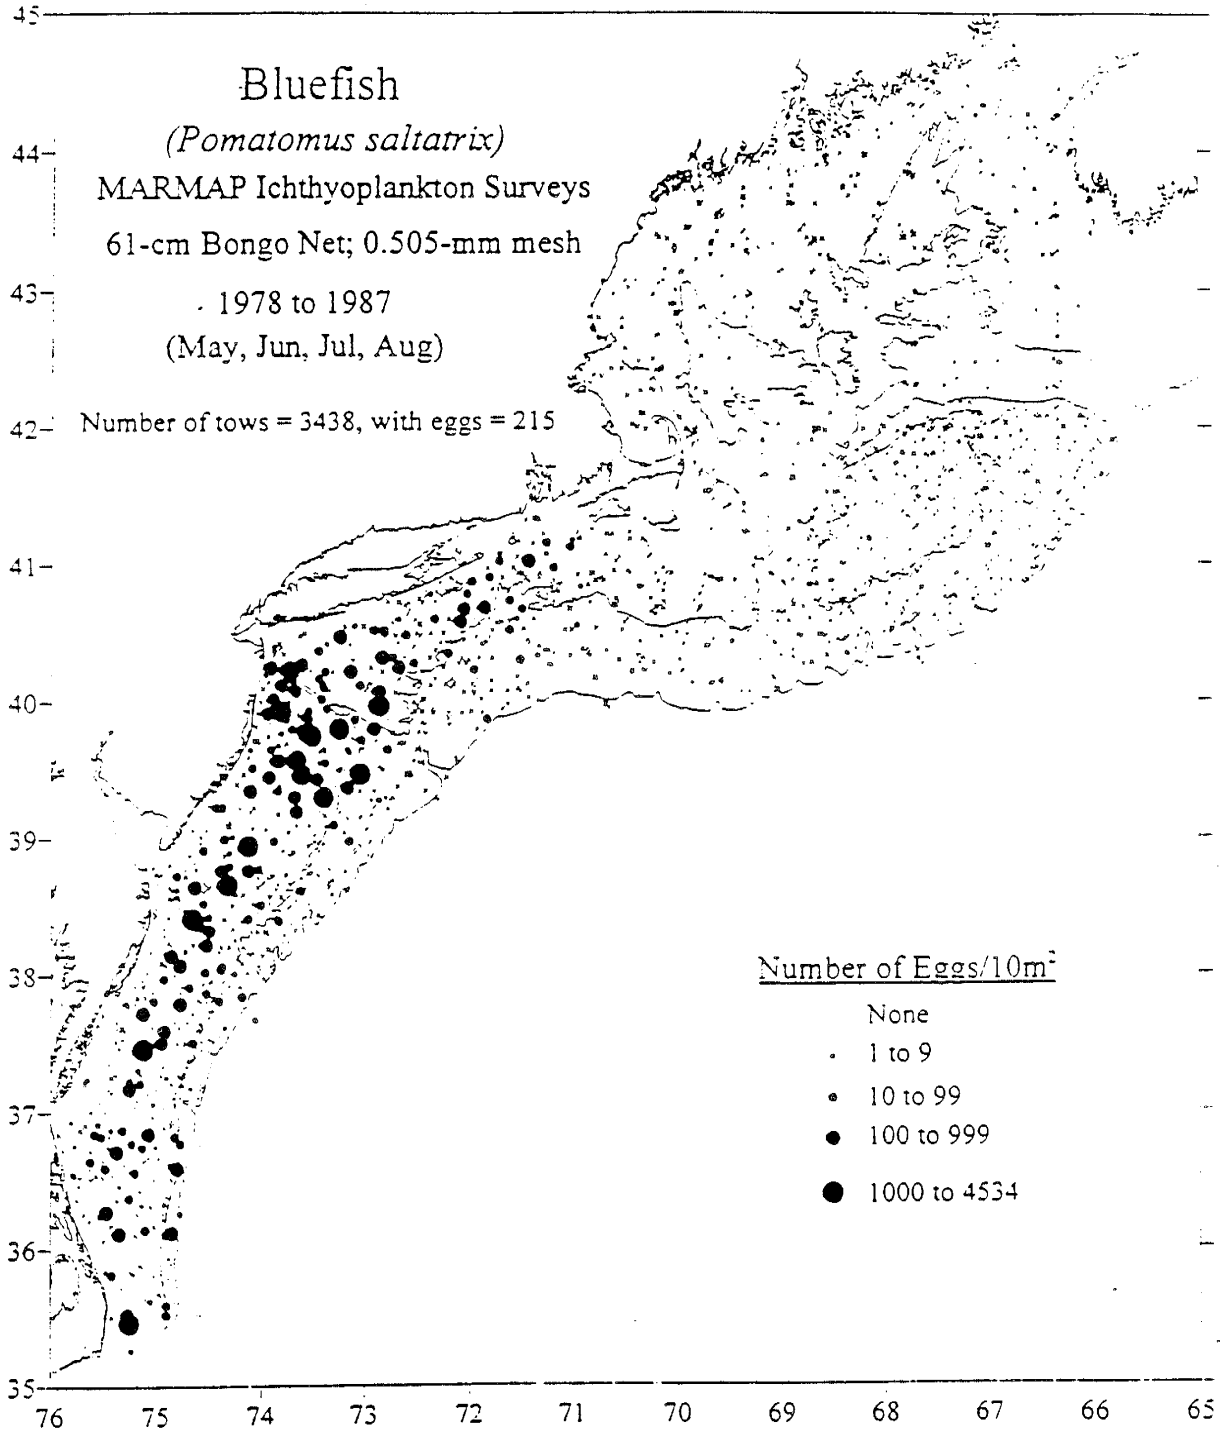 Bluefish
(Pomatomus saltatrix)
MARMAP Ichthyoplankton Surveys
61-cm Bongo Net; 0.505-mm mesh
1978 to 1987
(May, Jun, Jul, Aug)
Number of tows = 3438, with eggs = 215
45
44
43
42
41
40
39
38
37
36
35
Number of Eggs/10m²
None
1 to 9
10 to 99
100 to 999
1000 to 4534
76 75 74 73 72 71 70 69 68 67 66 65